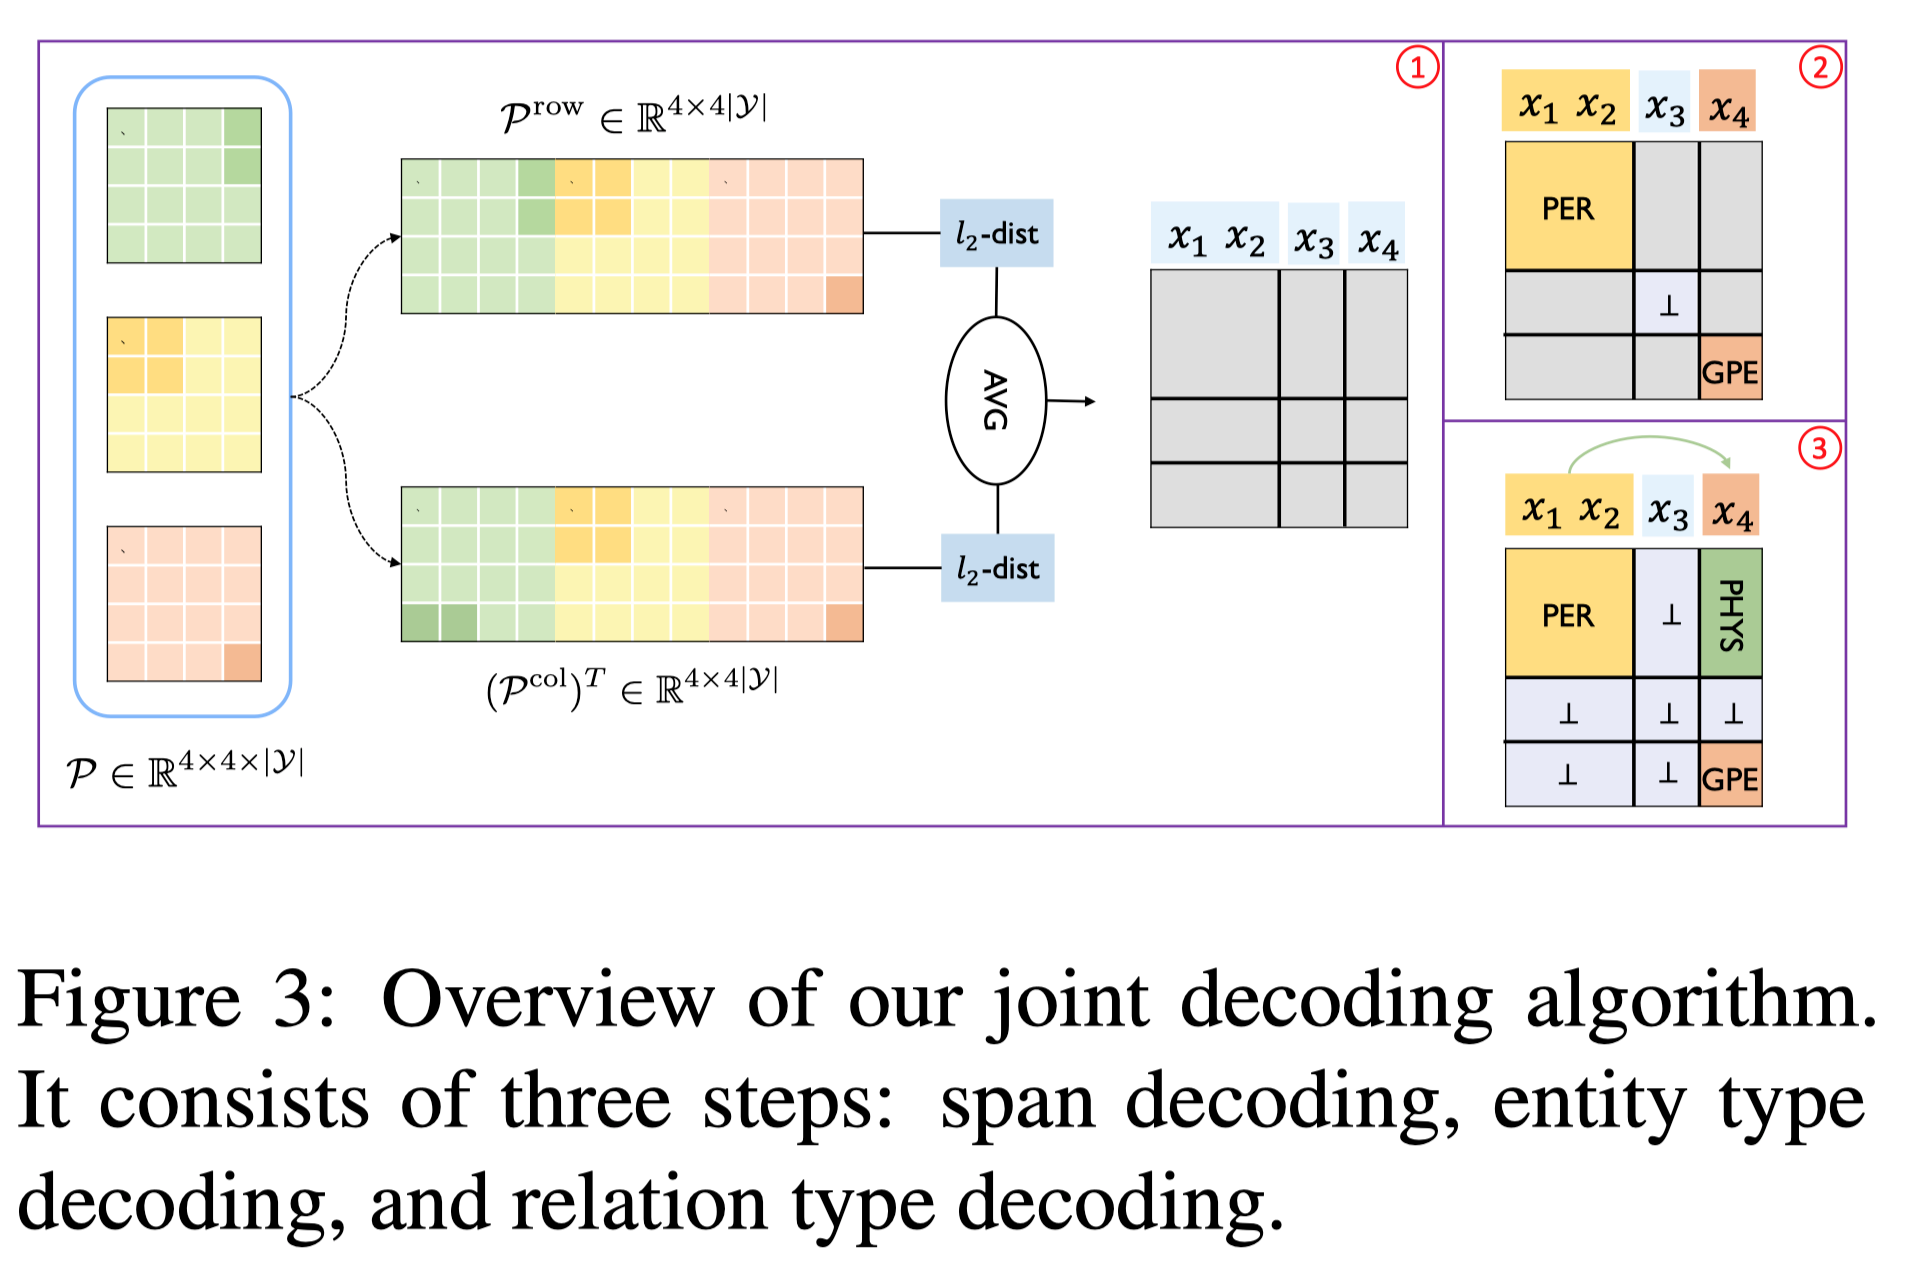 ①
𝒫 ∈ ℝ^{4×4×|𝒴|}
𝒫^{row} ∈ ℝ^{4×4|𝒴|}
(𝒫^{col})^T ∈ ℝ^{4×4|𝒴|}
l₂-dist
AVG
l₂-dist
x₁ x₂ x₃ x₄
②
x₁ x₂ x₃ x₄
PER
⊥
GPE
③
x₁ x₂ x₃ x₄
PER ⊥ PHYS
⊥ ⊥ ⊥
⊥ ⊥ GPE
Figure 3: Overview of our joint decoding algorithm.
It consists of three steps: span decoding, entity type
decoding, and relation type decoding.